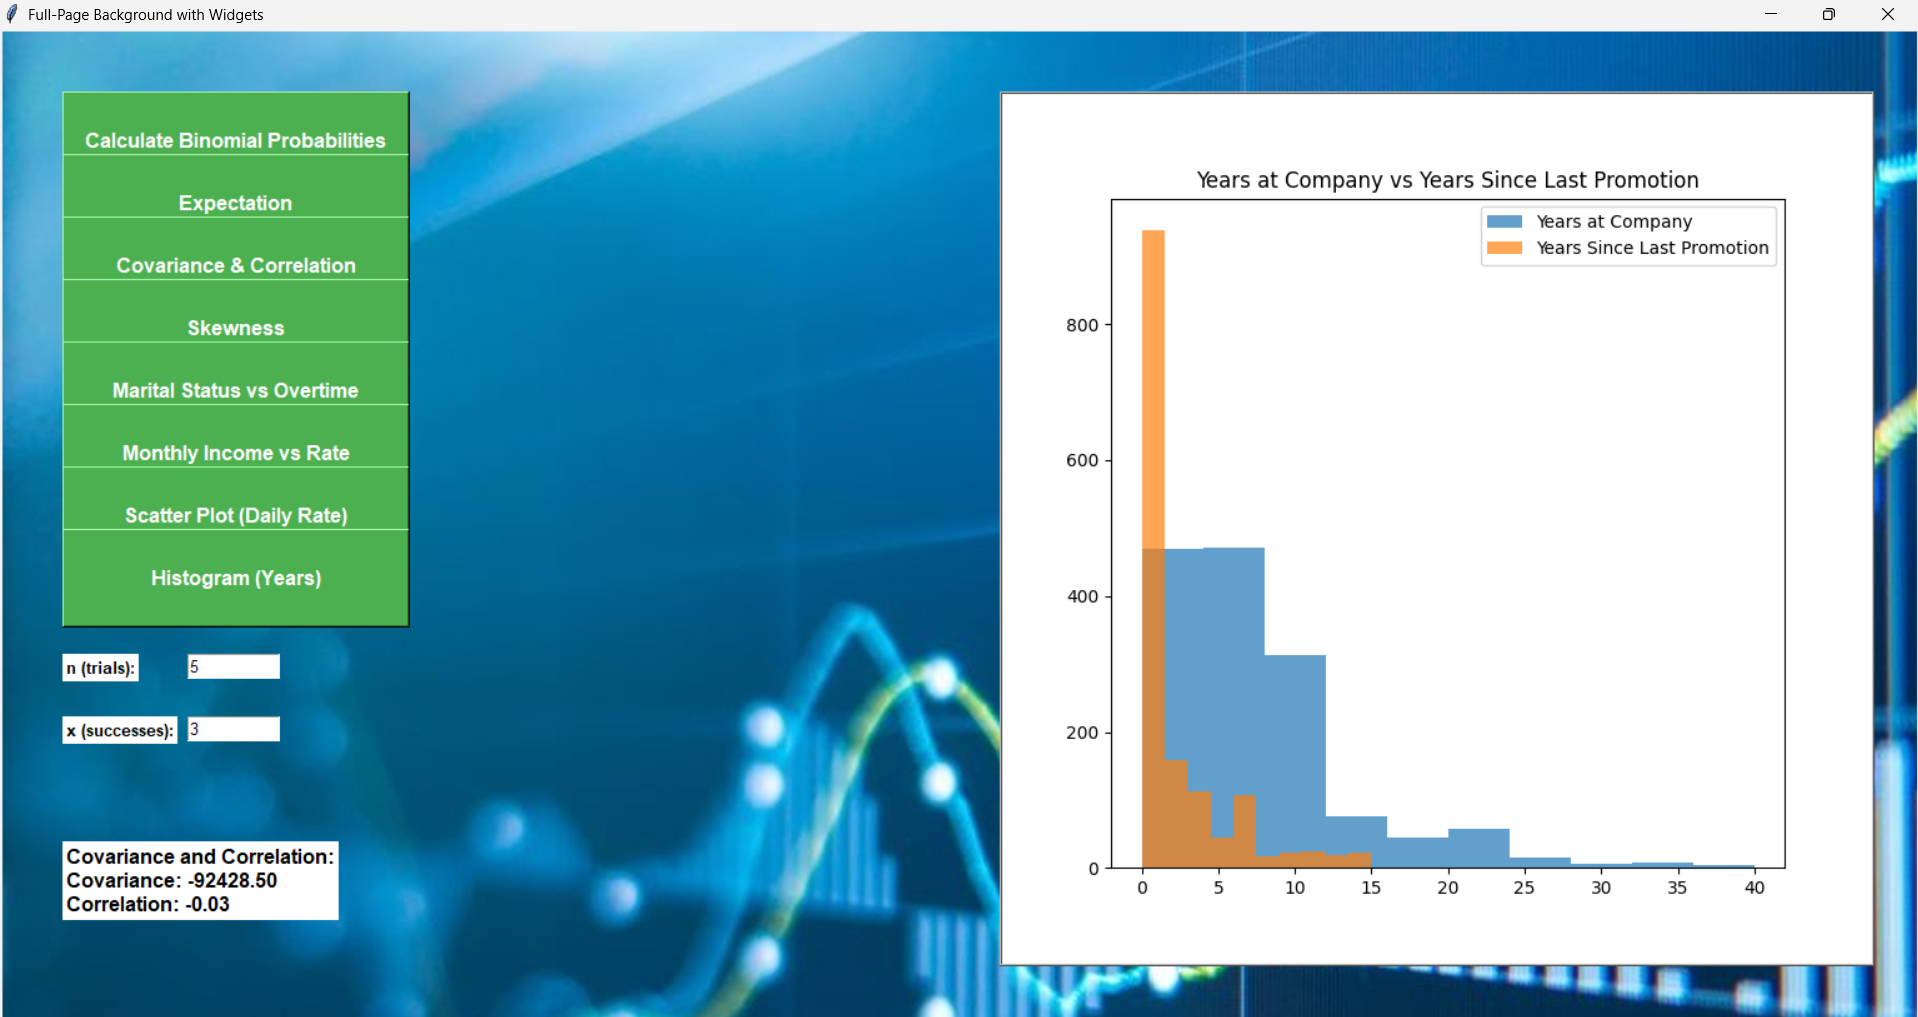 Full-Page Background with Widgets
Calculate Binomial Probabilities
Expectation
Covariance & Correlation
Skewness
Marital Status vs Overtime
Monthly Income vs Rate
Scatter Plot (Daily Rate)
Histogram (Years)
n (trials): 5
x (successes): 3
Covariance and Correlation:
Covariance: -92428.50
Correlation: -0.03
Years at Company vs Years Since Last Promotion
Years at Company
Years Since Last Promotion
800
600
400
200
0
0 5 10 15 20 25 30 35 40